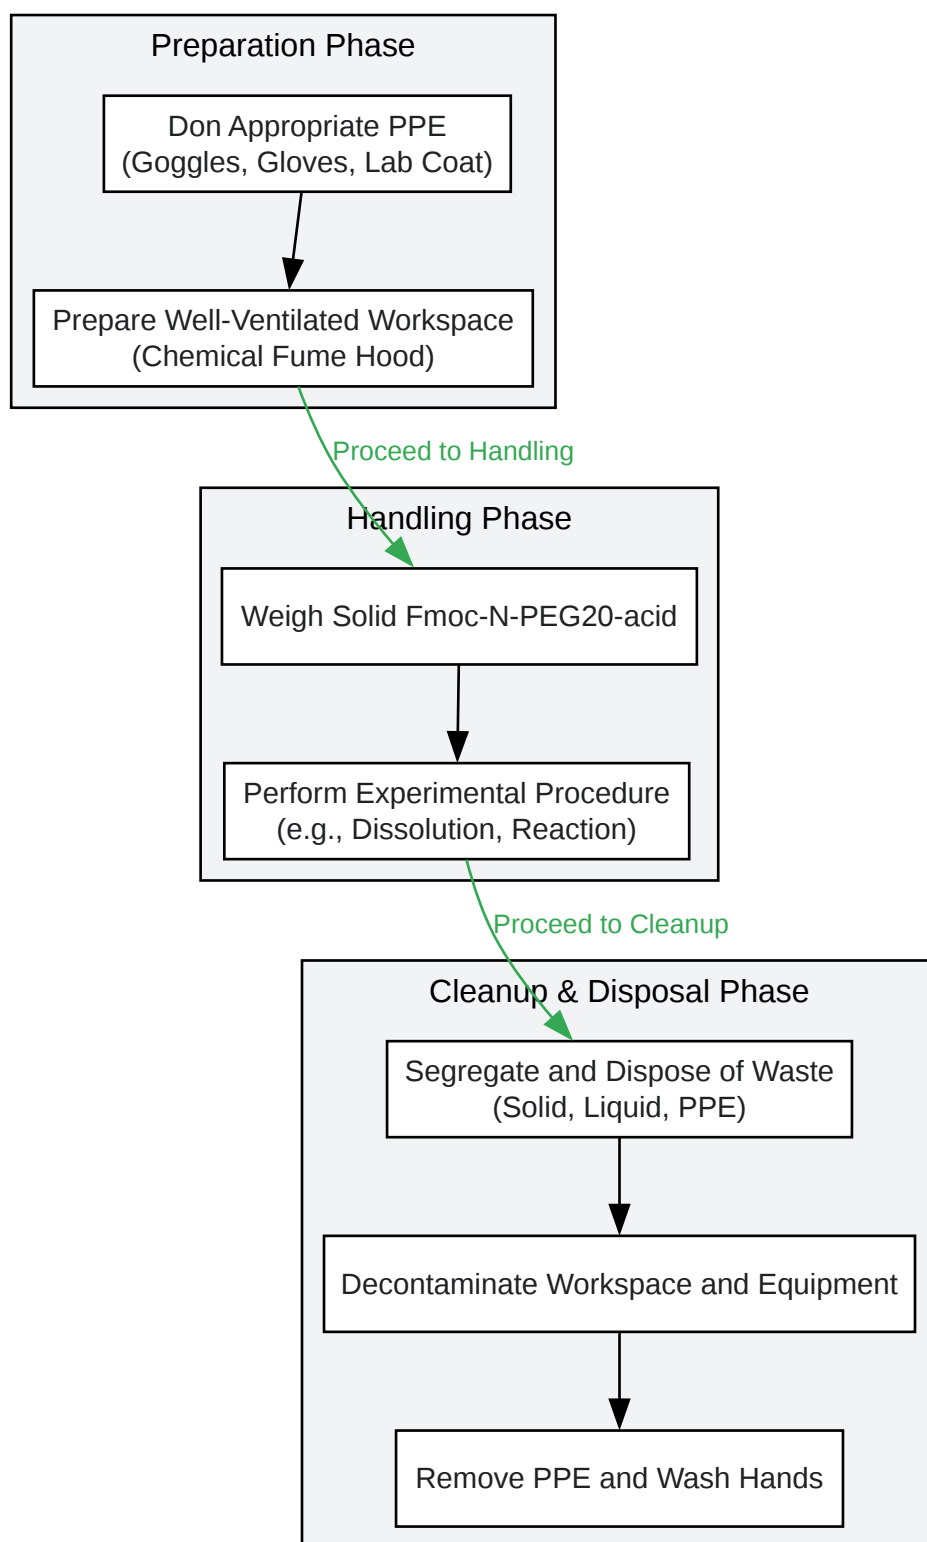 Preparation Phase
Don Appropriate PPE
(Goggles, Gloves, Lab Coat)
Prepare Well-Ventilated Workspace
(Chemical Fume Hood)
Proceed to Handling
Handling Phase
Weigh Solid Fmoc-N-PEG20-acid
Perform Experimental Procedure
(e.g., Dissolution, Reaction)
Proceed to Cleanup
Cleanup & Disposal Phase
Segregate and Dispose of Waste
(Solid, Liquid, PPE)
Decontaminate Workspace and Equipment
Remove PPE and Wash Hands